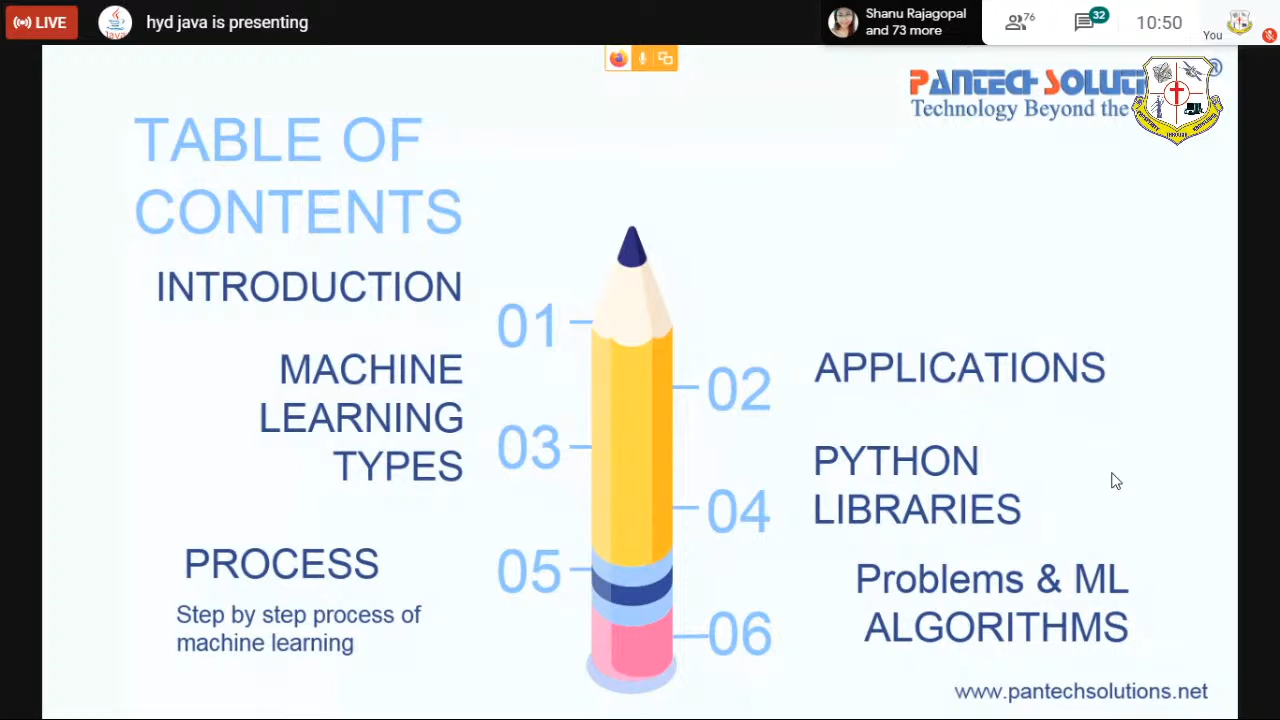 LIVE
hyd java is presenting
Shanu Rajagopal
and 73 more
76
32
10:50
You
PANTECH SOLUTI
Technology Beyond the
TABLE OF
CONTENTS
INTRODUCTION
01
02
APPLICATIONS
MACHINE
LEARNING
TYPES
03
04
PYTHON
LIBRARIES
PROCESS
Step by step process of
machine learning
05
06
Problems & ML
ALGORITHMS
www.pantechsolutions.net